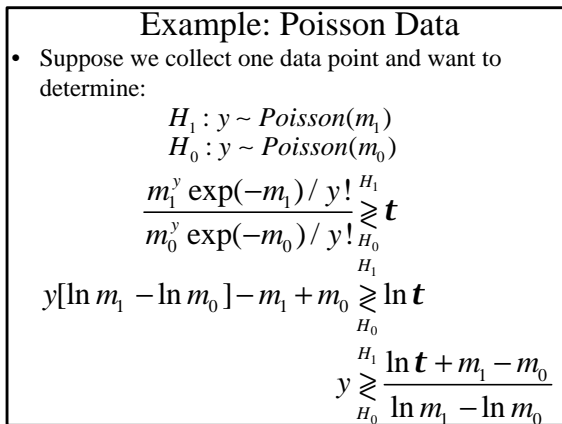 Example: Poisson Data
• Suppose we collect one data point and want to
determine:
H₁ : y ~ Poisson(m₁)
H₀ : y ~ Poisson(m₀)
m₁^y exp(−m₁) / y! / m₀^y exp(−m₀) / y! ≷ t (H₁ above, H₀ below)
y[ln m₁ − ln m₀] − m₁ + m₀ ≷ ln t (H₁ above, H₀ below)
y ≷ (ln t + m₁ − m₀) / (ln m₁ − ln m₀) (H₁ above, H₀ below)